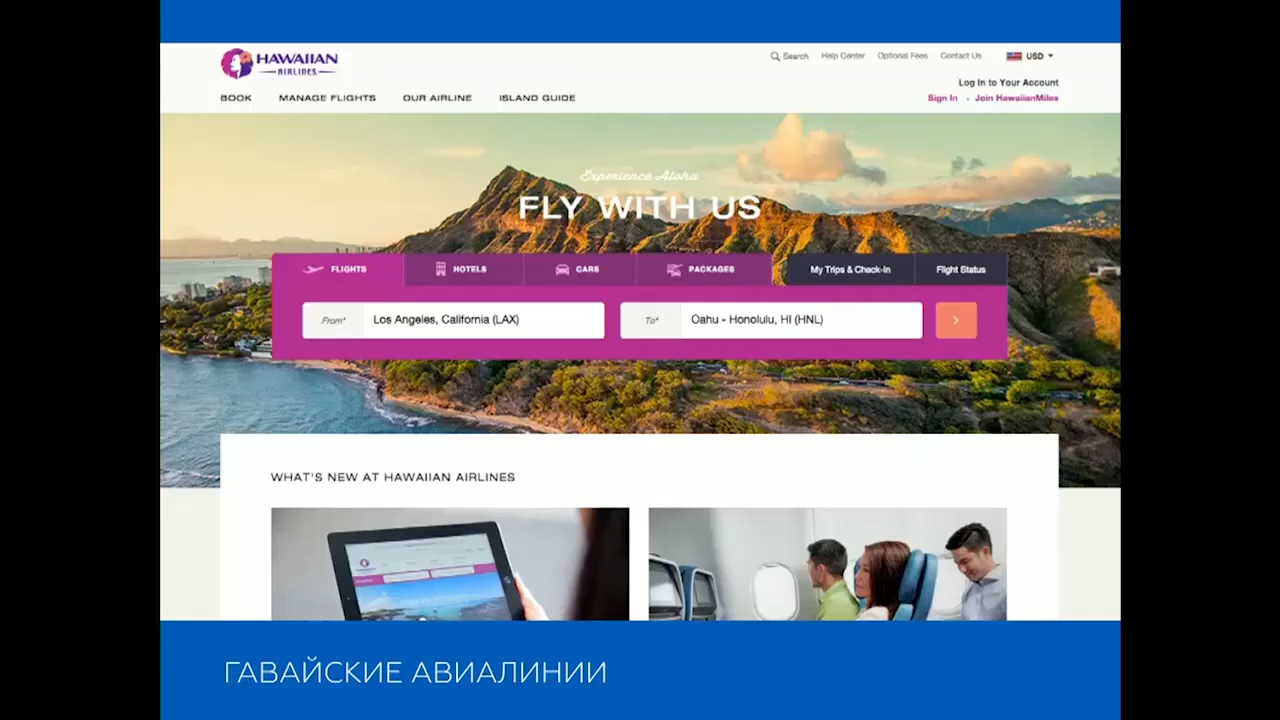 HAWAIIAN
AIRLINES
Search Help Center Optional Fees Contact Us USD
Log In to Your Account
Sign In Join HawaiianMiles
BOOK MANAGE FLIGHTS OUR AIRLINE ISLAND GUIDE
Experience Aloha
FLY WITH US
FLIGHTS HOTELS CARS PACKAGES My Trips & Check-In Flight Status
From* Los Angeles, California (LAX) To* Oahu - Honolulu, HI (HNL)
WHAT'S NEW AT HAWAIIAN AIRLINES
ГАВАЙСКИЕ АВИАЛИНИИ